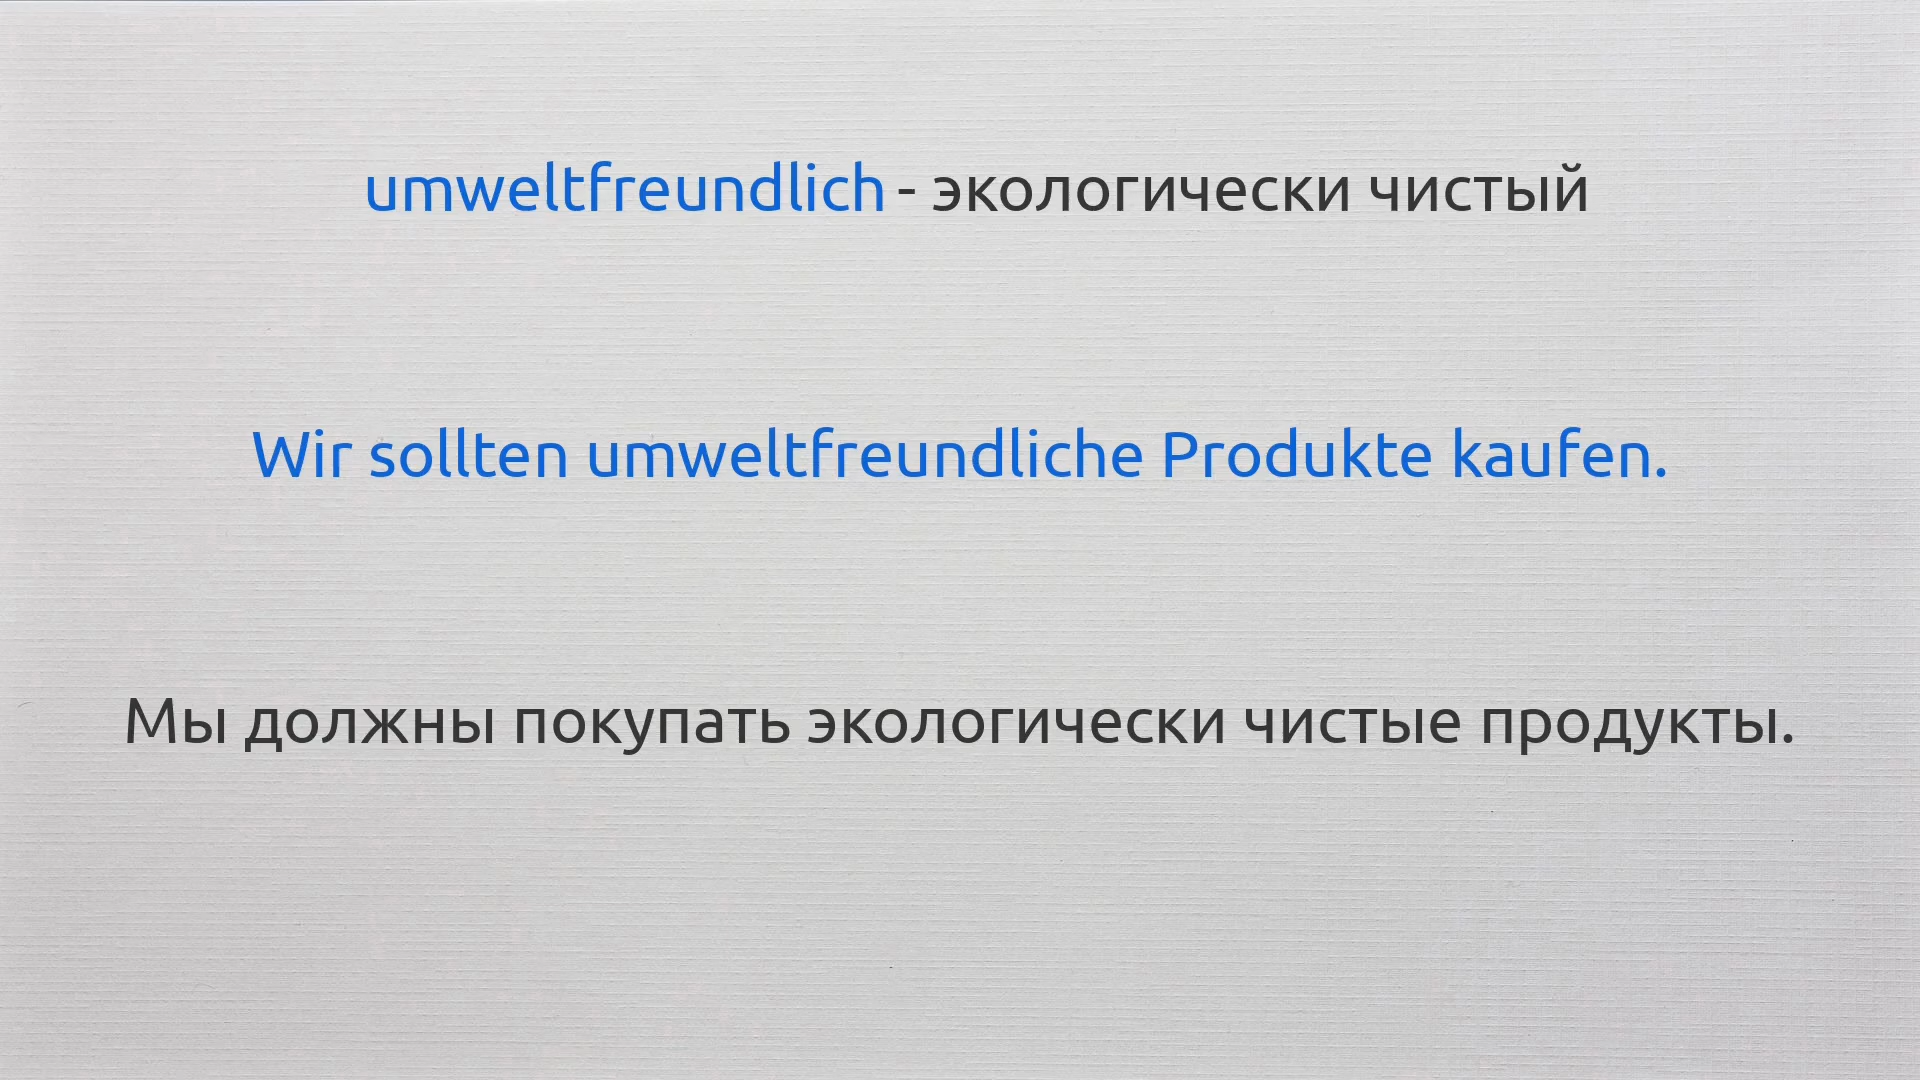 umweltfreundlich - экологически чистый
Wir sollten umweltfreundliche Produkte kaufen.
Мы должны покупать экологически чистые продукты.